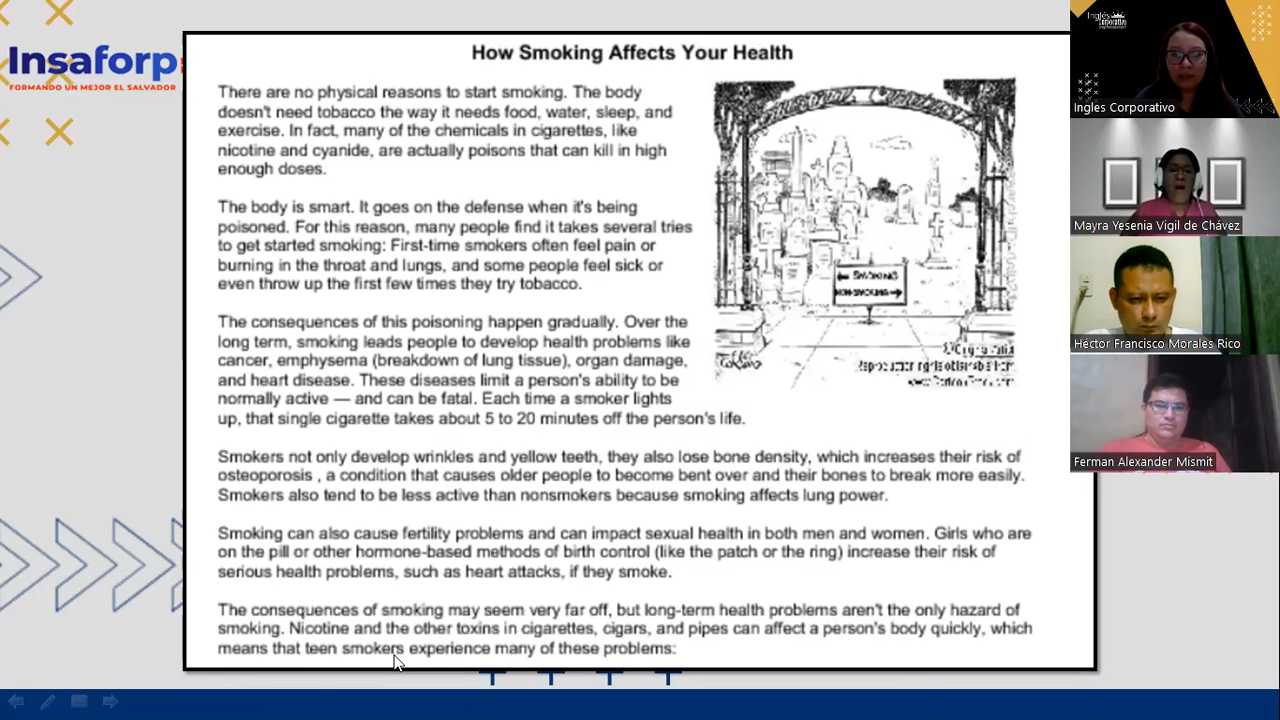 Insaforp
FORMANDO UN MEJOR EL SALVADOR
How Smoking Affects Your Health
There are no physical reasons to start smoking. The body
doesn't need tobacco the way it needs food, water, sleep, and
exercise. In fact, many of the chemicals in cigarettes, like
nicotine and cyanide, are actually poisons that can kill in high
enough doses.
The body is smart. It goes on the defense when it's being
poisoned. For this reason, many people find it takes several tries
to get started smoking: First-time smokers often feel pain or
burning in the throat and lungs, and some people feel sick or
even throw up the first few times they try tobacco.
The consequences of this poisoning happen gradually. Over the
long term, smoking leads people to develop health problems like
cancer, emphysema (breakdown of lung tissue), organ damage,
and heart disease. These diseases limit a person's ability to be
normally active — and can be fatal. Each time a smoker lights
up, that single cigarette takes about 5 to 20 minutes off the person's life.
SMOKING
NON-SMOKING
Smokers not only develop wrinkles and yellow teeth, they also lose bone density, which increases their risk of
osteoporosis , a condition that causes older people to become bent over and their bones to break more easily.
Smokers also tend to be less active than nonsmokers because smoking affects lung power.
Smoking can also cause fertility problems and can impact sexual health in both men and women. Girls who are
on the pill or other hormone-based methods of birth control (like the patch or the ring) increase their risk of
serious health problems, such as heart attacks, if they smoke.
The consequences of smoking may seem very far off, but long-term health problems aren't the only hazard of
smoking. Nicotine and the other toxins in cigarettes, cigars, and pipes can affect a person's body quickly, which
means that teen smokers experience many of these problems:
Inglés
Corporativo
Ingles Corporativo
Mayra Yesenia Vigil de Chávez
Héctor Francisco Morales Rico
Ferman Alexander Mismit